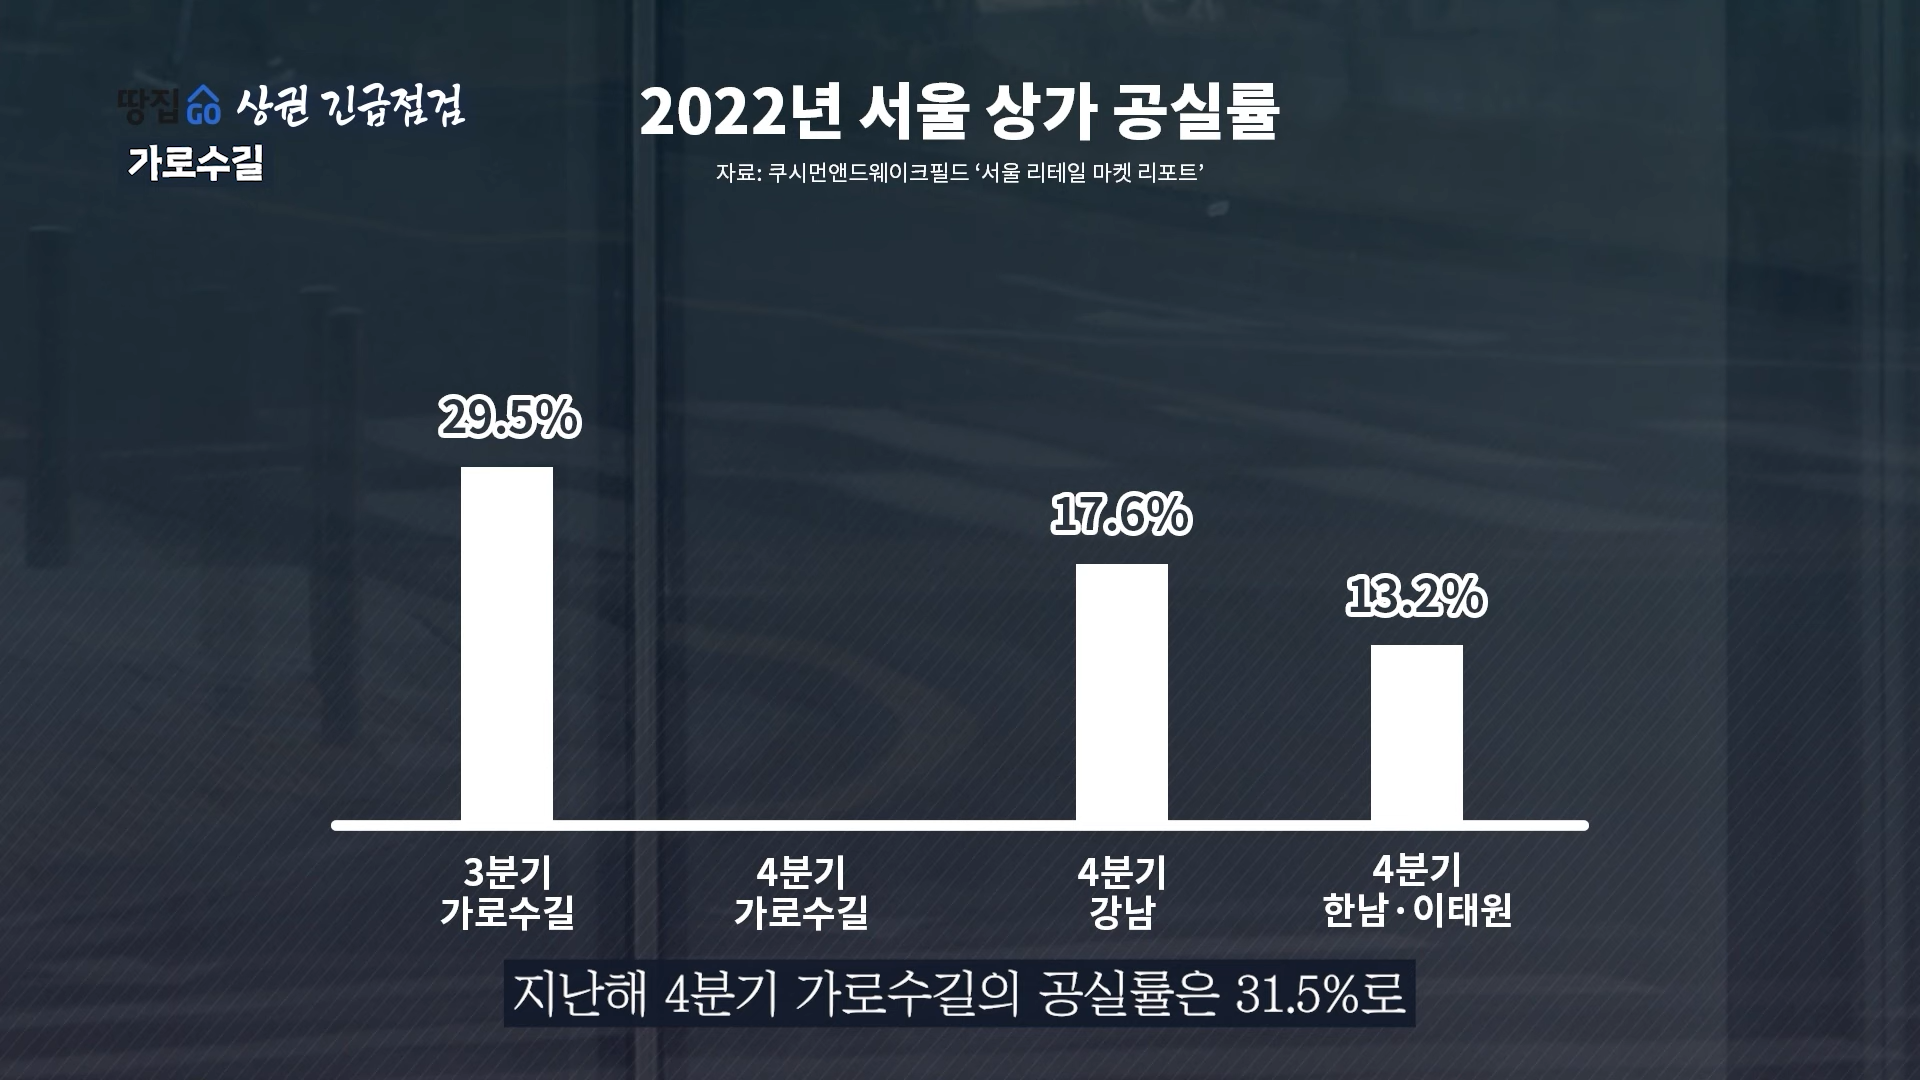 땅집GO 상권 긴급점검
가로수길
2022년 서울 상가 공실률
자료: 쿠시먼앤드웨이크필드 ‘서울 리테일 마켓 리포트’
29.5%
17.6%
13.2%
3분기
가로수길
4분기
가로수길
4분기
강남
4분기
한남·이태원
지난해 4분기 가로수길의 공실률은 31.5%로